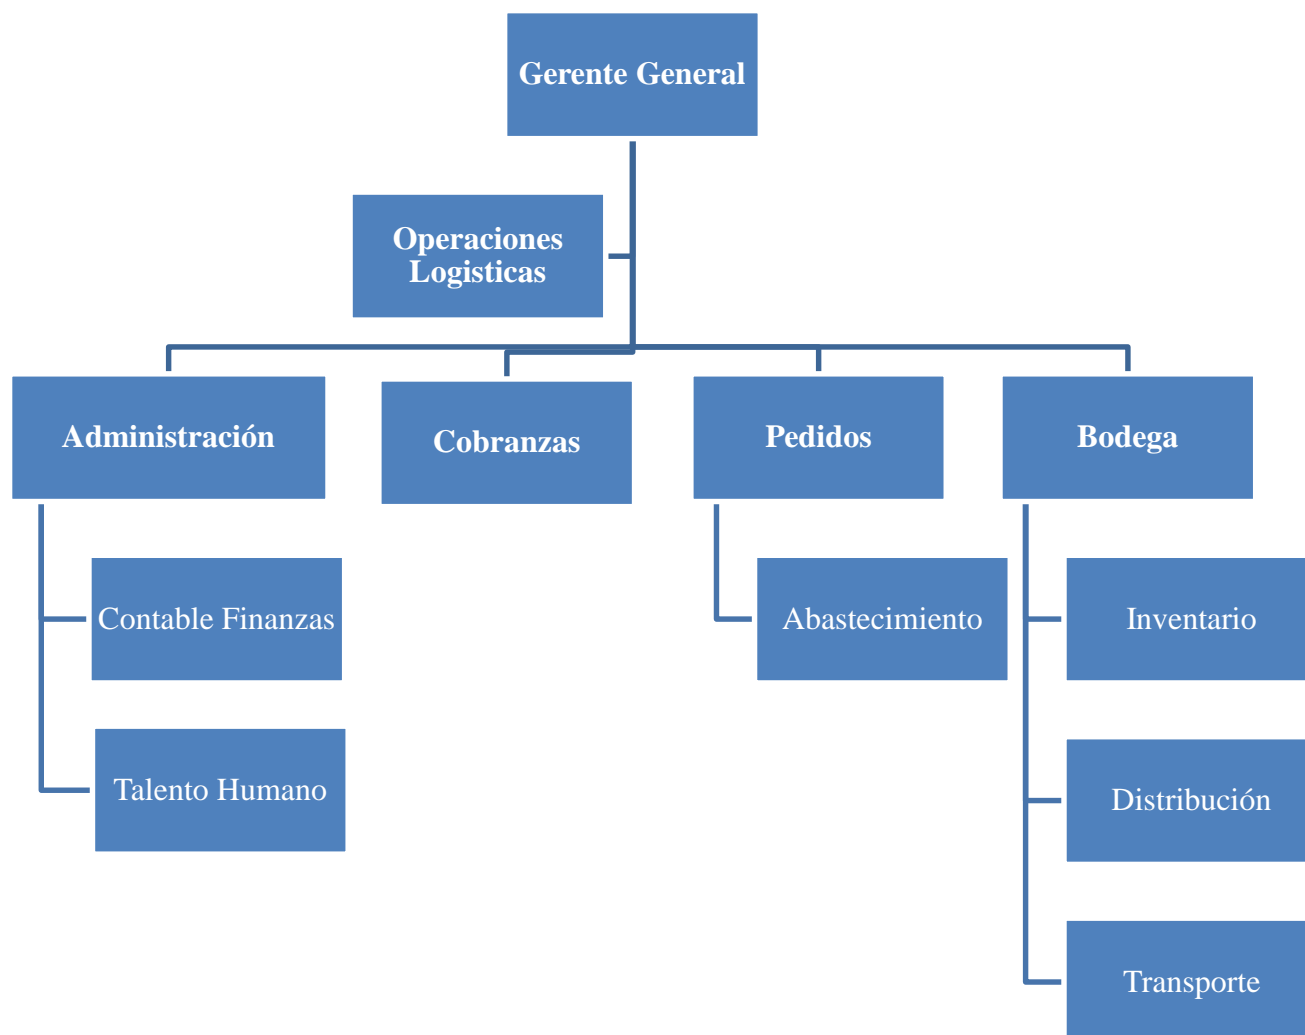 Gerente General
Operaciones
Logisticas
Administración
Cobranzas
Pedidos
Bodega
Contable Finanzas
Abastecimiento
Inventario
Talento Humano
Distribución
Transporte